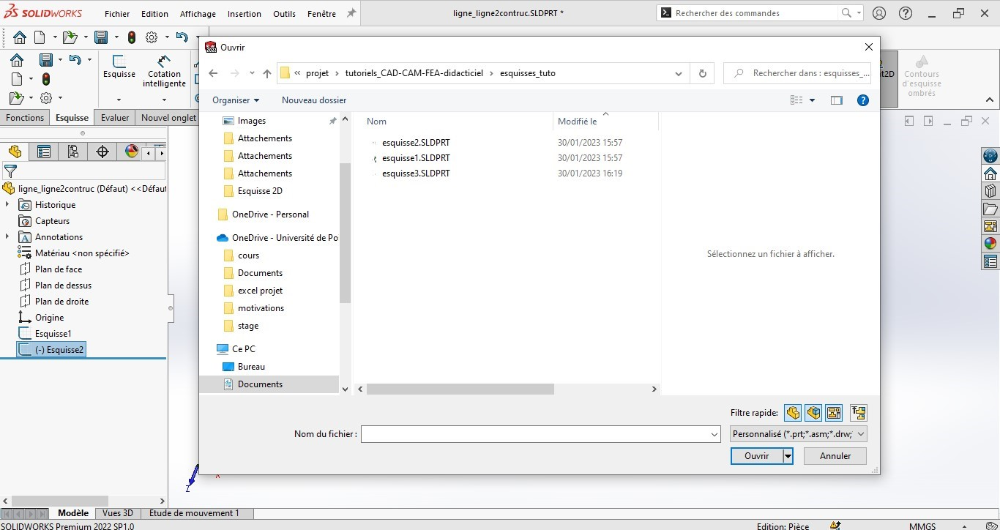 SOLIDWORKS Fichier Edition Affichage Insertion Outils Fenêtre ligne_ligne2contruc.SLDPRT * Rechercher des commandes
Ouvrir
projet tutoriels_CAD-CAM-FEA-didacticiel esquisses_tuto Rechercher dans : esquisses_...
Esquisse Cotation intelligente
Contours d'esquisse ombrés
Organiser Nouveau dossier
Fonctions Esquisse Evaluer Nouvel onglet
Images
Attachements
Attachements
Attachements
Esquisse 2D
OneDrive - Personal
OneDrive - Université de Po
cours
Documents
excel projet
motivations
stage
Ce PC
Bureau
Documents
Nom Modifié le
esquisse2.SLDPRT 30/01/2023 15:57
esquisse1.SLDPRT 30/01/2023 15:57
esquisse3.SLDPRT 30/01/2023 16:19
Sélectionnez un fichier à afficher.
ligne_ligne2contruc (Défaut) <<Défaut
Historique
Capteurs
Annotations
Matériau <non spécifié>
Plan de face
Plan de dessus
Plan de droite
Origine
Esquisse1
(-) Esquisse2
Filtre rapide:
Nom du fichier : Personnalisé (*.prt;*.asm;*.drw;
Ouvrir Annuler
Z
Modèle Vues 3D Etude de mouvement 1
SOLIDWORKS Premium 2022 SP1.0 Edition: Pièce MMGS